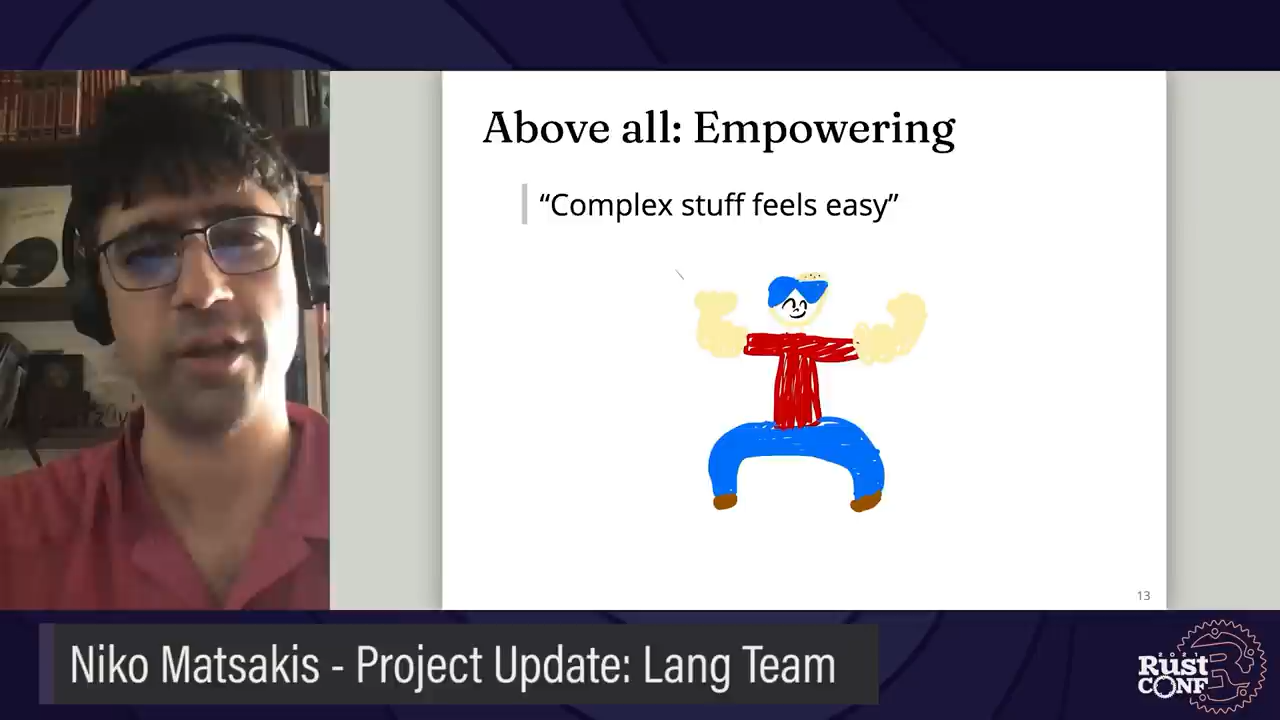 Above all: Empowering
“Complex stuff feels easy”
13
Niko Matsakis - Project Update: Lang Team
Rust
CONF